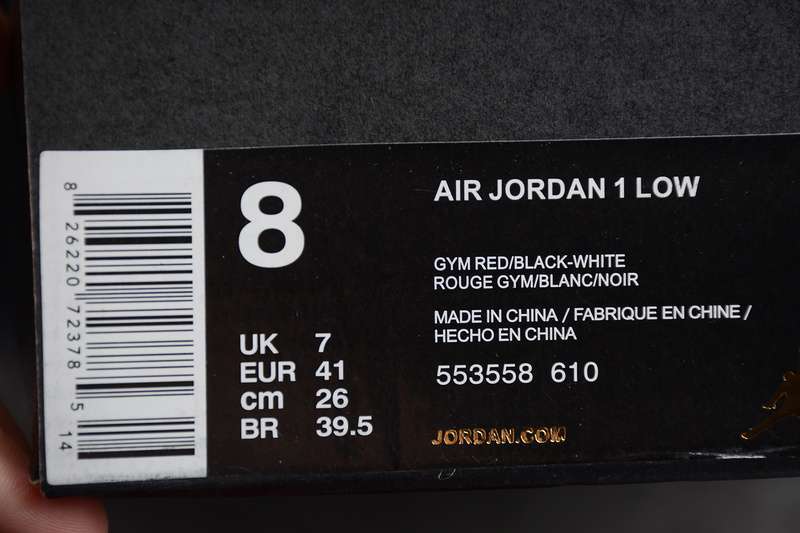 8 26220 72378 5 14
8
UK 7
EUR 41
cm 26
BR 39.5
AIR JORDAN 1 LOW
GYM RED/BLACK-WHITE
ROUGE GYM/BLANC/NOIR
MADE IN CHINA / FABRIQUE EN CHINE /
HECHO EN CHINA
553558 610
JORDAN.COM